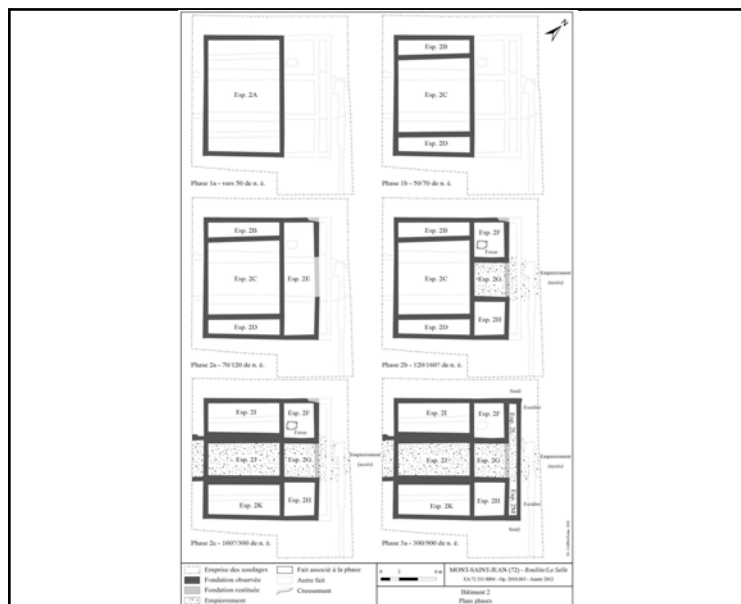 N
Esp. 2A
Phase 1a - vers 50 de n. è.
Esp. 2B
Esp. 2C
Esp. 2D
Phase 1b - 50/70 de n. è.
Esp. 2B
Esp. 2C
Esp. 2E
Esp. 2D
Phase 2a - 70/120 de n. è.
Esp. 2B
Esp. 2F
Fosse
Esp. 2C
Esp. 2G
Empierrement
(accès)
Esp. 2D
Esp. 2H
Phase 2b - 120/160? de n. è.
Esp. 2I
Esp. 2F
Fosse
Esp. 2J
Esp. 2G
Empierrement
(accès)
Esp. 2K
Esp. 2H
Phase 2c - 160?/300 de n. è.
Seuil
Escalier
Esp. 2I
Esp. 2F
Esp. 2J
Esp. 2G
Empierrement
(accès)
Esp. 2K
Esp. 2H
Esp. 2M
Escalier
Seuil
Phase 3a - 300/900 de n. è.
Emprise des sondages
Fondation observée
Fondation restituée
Empierrement
Fait associé à la phase
Autre fait
Creusement
MONT-SAINT-JEAN (72) - Roullée/La Selle
Bâtiment 2
Plans phasés